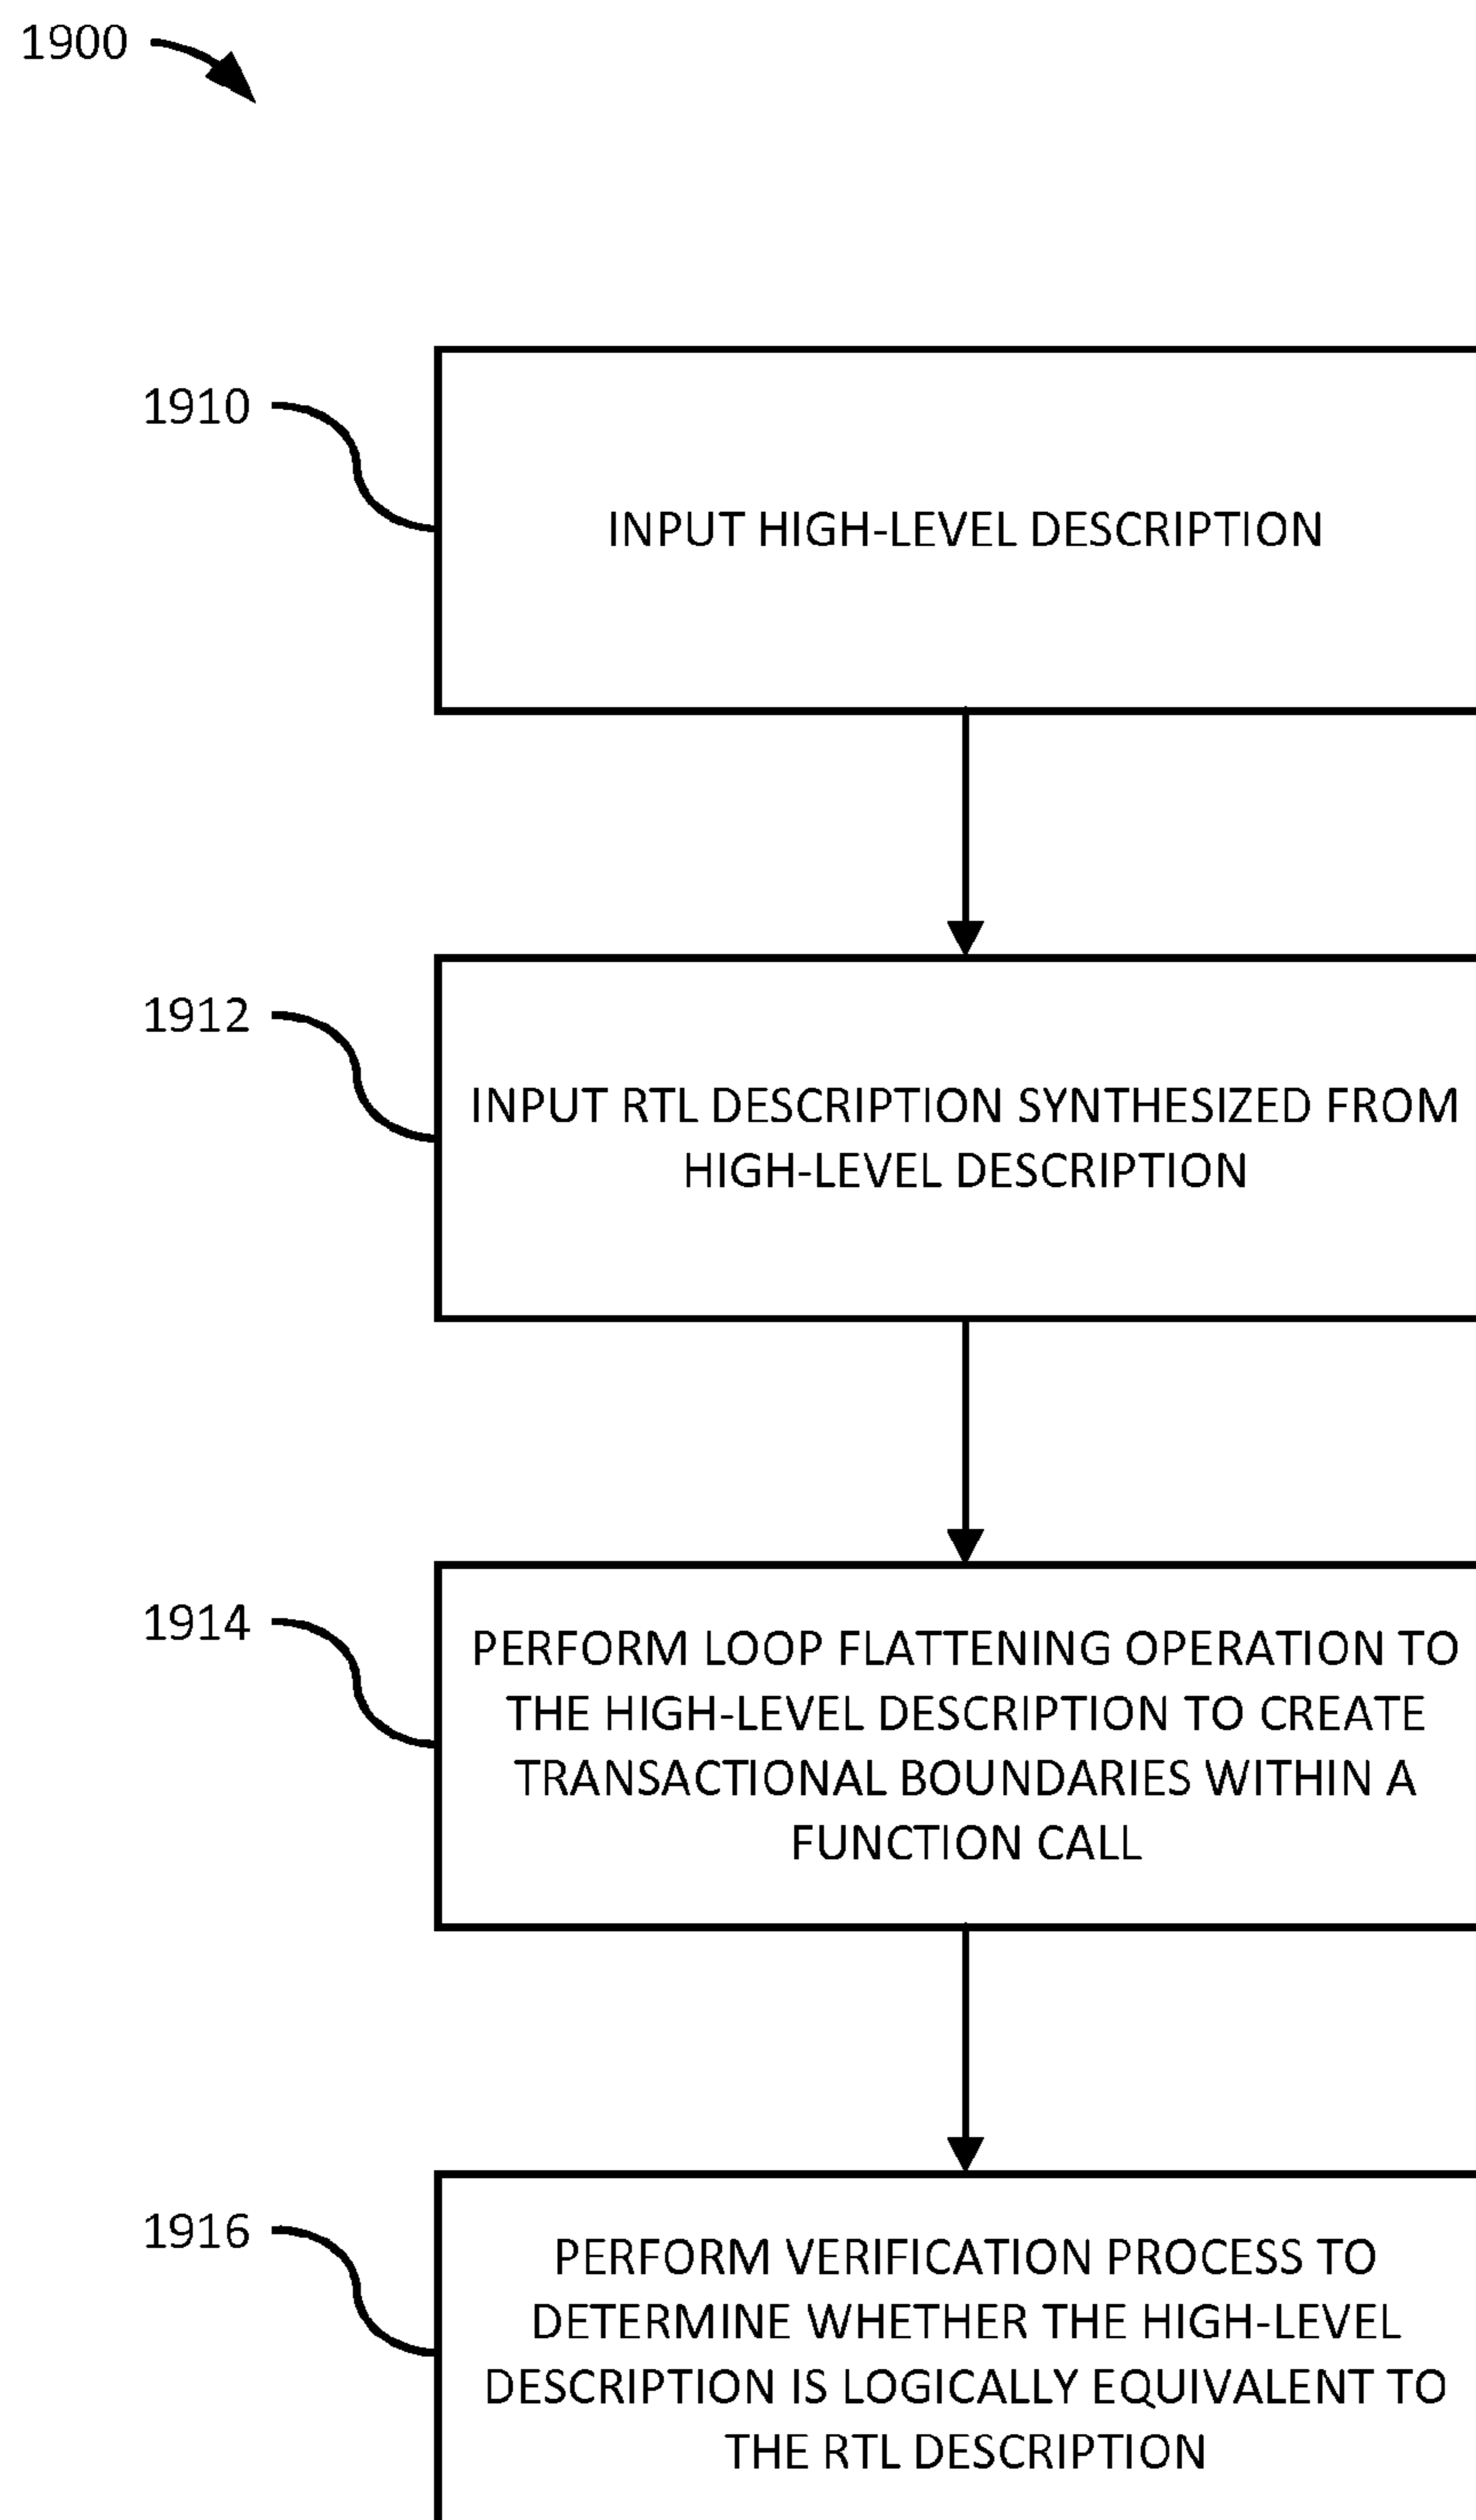 1900
1910
INPUT HIGH-LEVEL DESCRIPTION
1912
INPUT RTL DESCRIPTION SYNTHESIZED FROM
HIGH-LEVEL DESCRIPTION
1914
PERFORM LOOP FLATTENING OPERATION TO
THE HIGH-LEVEL DESCRIPTION TO CREATE
TRANSACTIONAL BOUNDARIES WITHIN A
FUNCTION CALL
1916
PERFORM VERIFICATION PROCESS TO
DETERMINE WHETHER THE HIGH-LEVEL
DESCRIPTION IS LOGICALLY EQUIVALENT TO
THE RTL DESCRIPTION